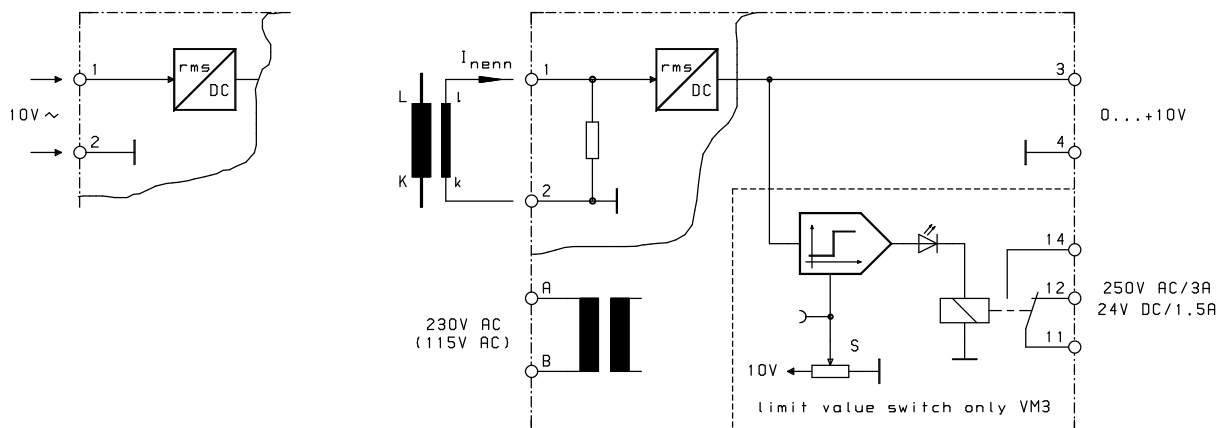 1
rms
DC
10V ~
2
I nenn
L
l
K
k
1
rms
DC
2
3
0...+10V
4
A
230V AC
(115V AC)
B
14
12
250V AC/3A
24V DC/1.5A
11
S
10V
limit value switch only VM3